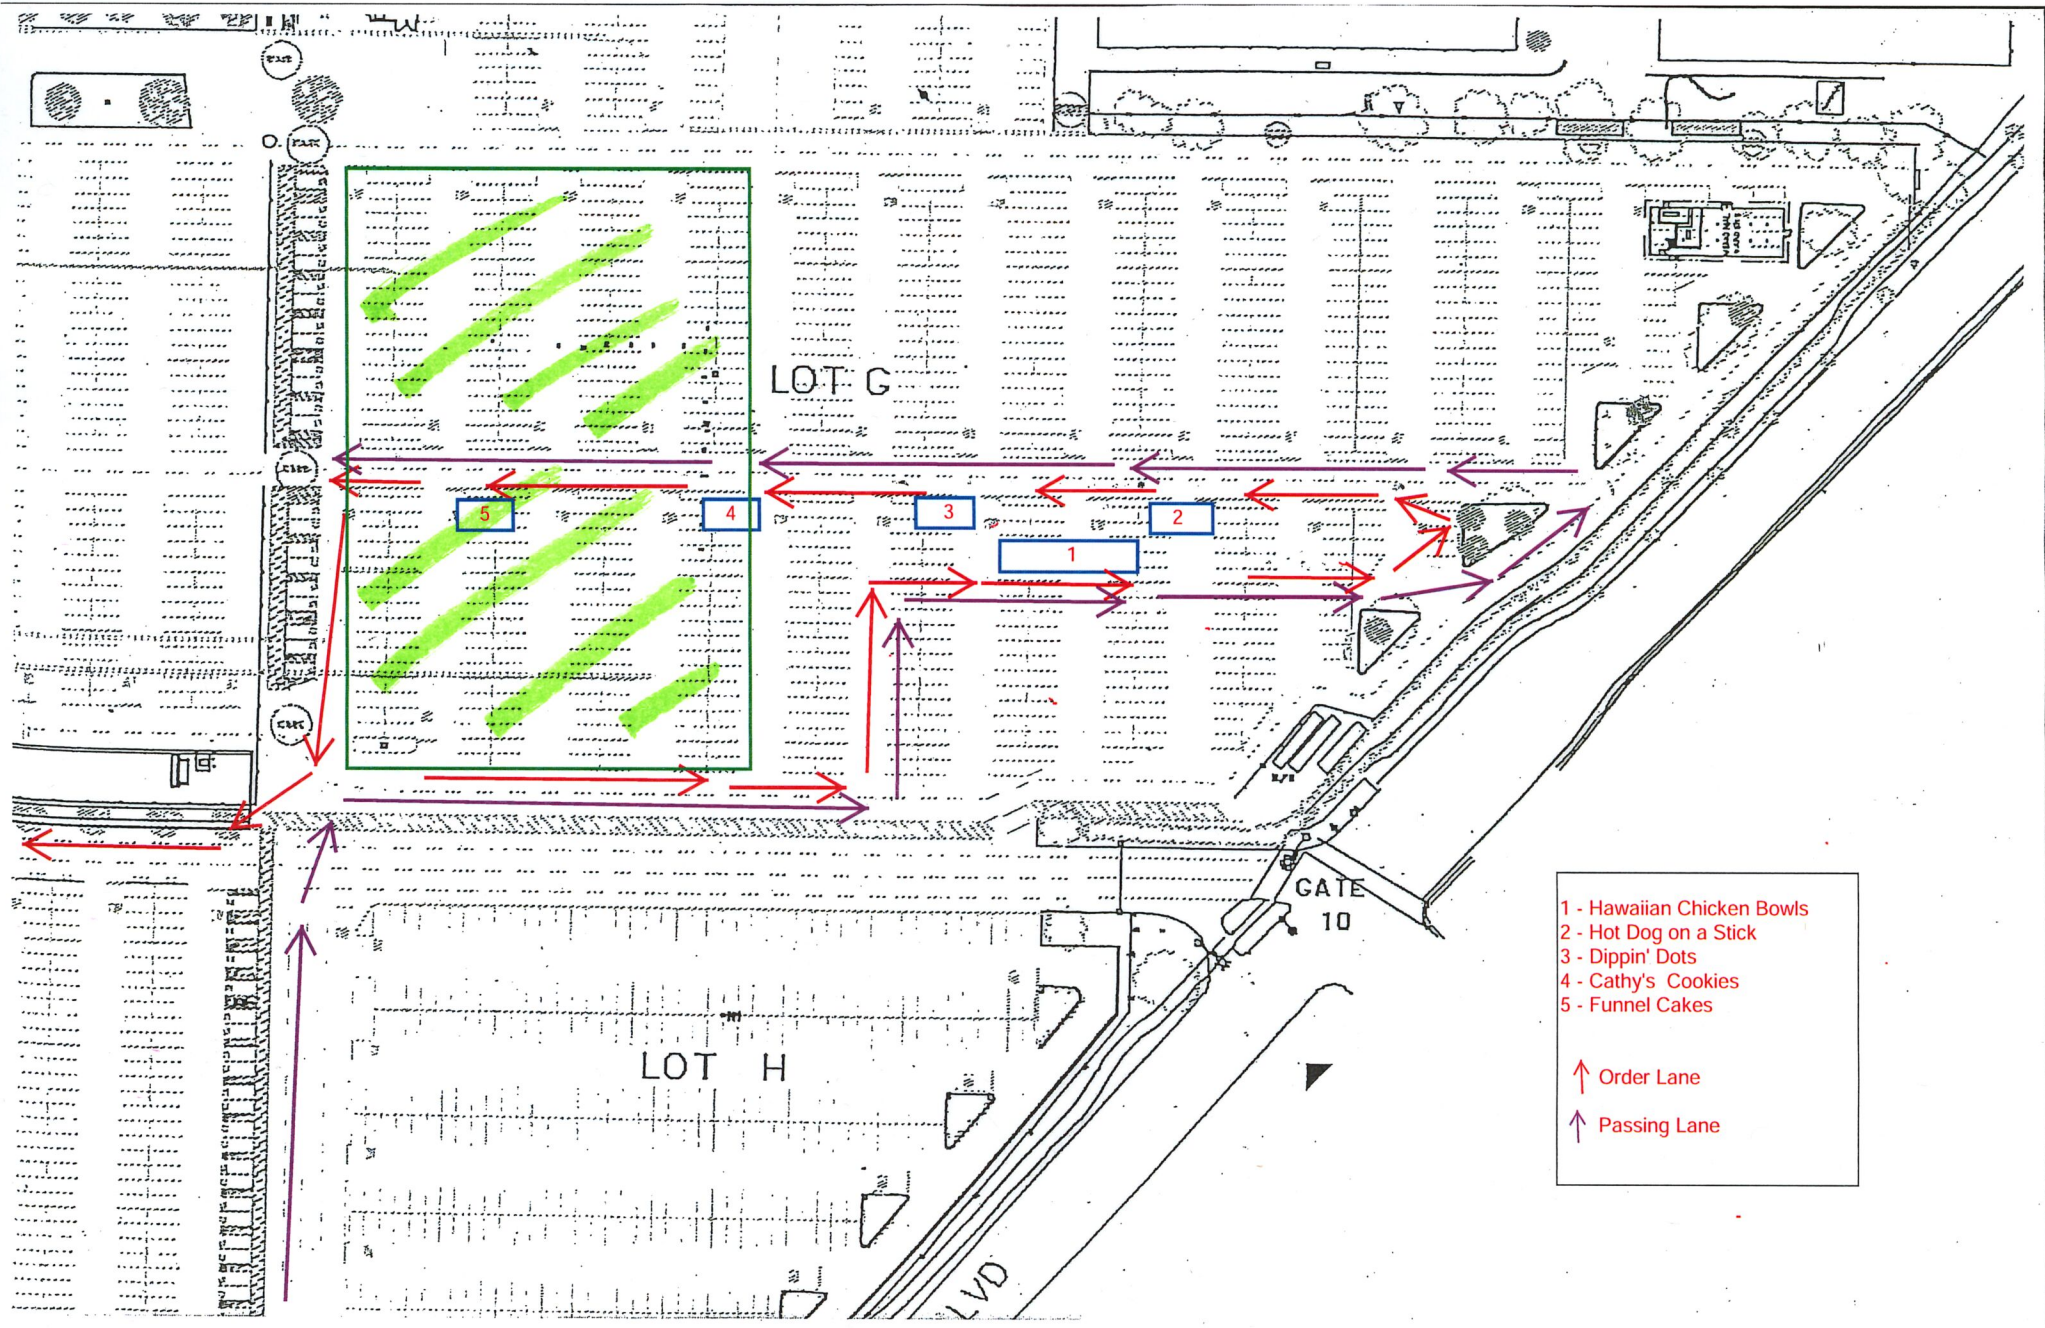 LOT G
5
4
3
2
1
GATE
10
1 - Hawaiian Chicken Bowls
2 - Hot Dog on a Stick
3 - Dippin' Dots
4 - Cathy's Cookies
5 - Funnel Cakes
Order Lane
Passing Lane
LOT H
LVD